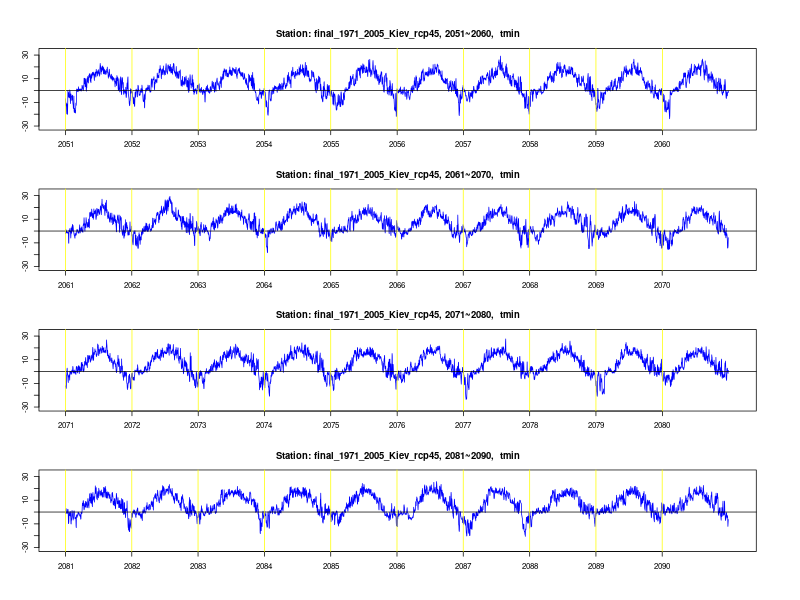 Station: final_1971_2005_Kiev_rcp45, 2051~2060, tmin
30
10
-10
-30
2051 2052 2053 2054 2055 2056 2057 2058 2059 2060
Station: final_1971_2005_Kiev_rcp45, 2061~2070, tmin
30
10
-10
-30
2061 2062 2063 2064 2065 2066 2067 2068 2069 2070
Station: final_1971_2005_Kiev_rcp45, 2071~2080, tmin
30
10
-10
-30
2071 2072 2073 2074 2075 2076 2077 2078 2079 2080
Station: final_1971_2005_Kiev_rcp45, 2081~2090, tmin
30
10
-10
-30
2081 2082 2083 2084 2085 2086 2087 2088 2089 2090